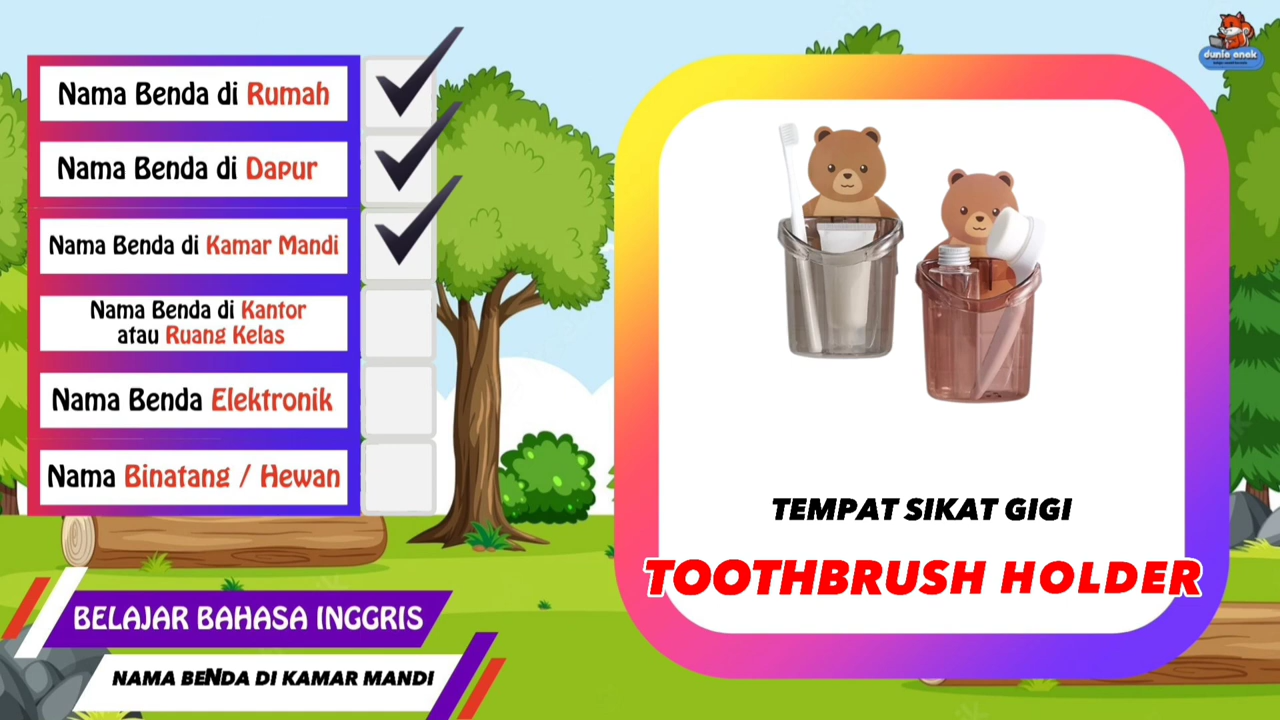 Nama Benda di Rumah
Nama Benda di Dapur
Nama Benda di Kamar Mandi
Nama Benda di Kantor
atau Ruang Kelas
Nama Benda Elektronik
Nama Binatang / Hewan
BELAJAR BAHASA INGGRIS
NAMA BENDA DI KAMAR MANDI
dunia anak
TEMPAT SIKAT GIGI
TOOTHBRUSH HOLDER